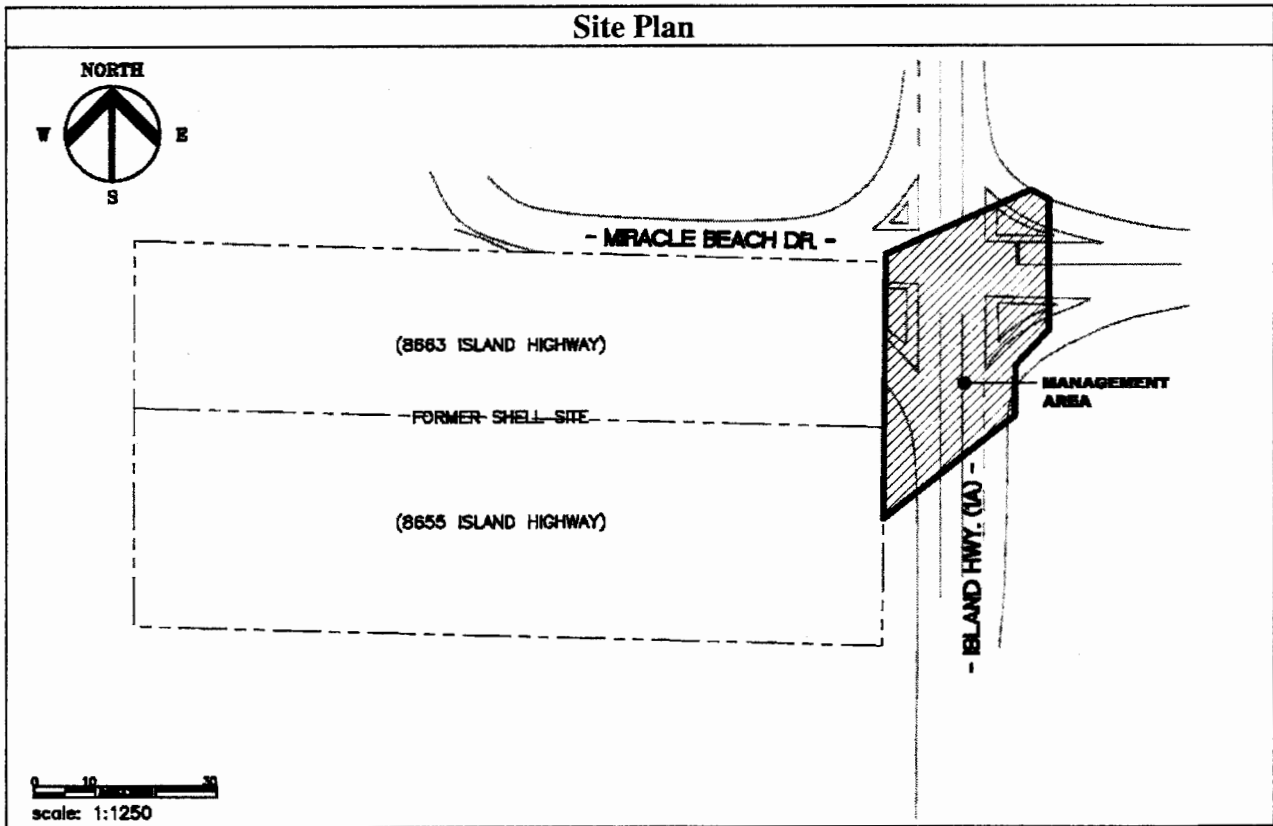 Site Plan
NORTH
W E
S
- MIRACLE BEACH DR. -
(8663 ISLAND HIGHWAY)
MANAGEMENT
AREA
FORMER SHELL SITE
(8655 ISLAND HIGHWAY)
- ISLAND HWY. (1A) -
0 10 30
scale: 1:1250